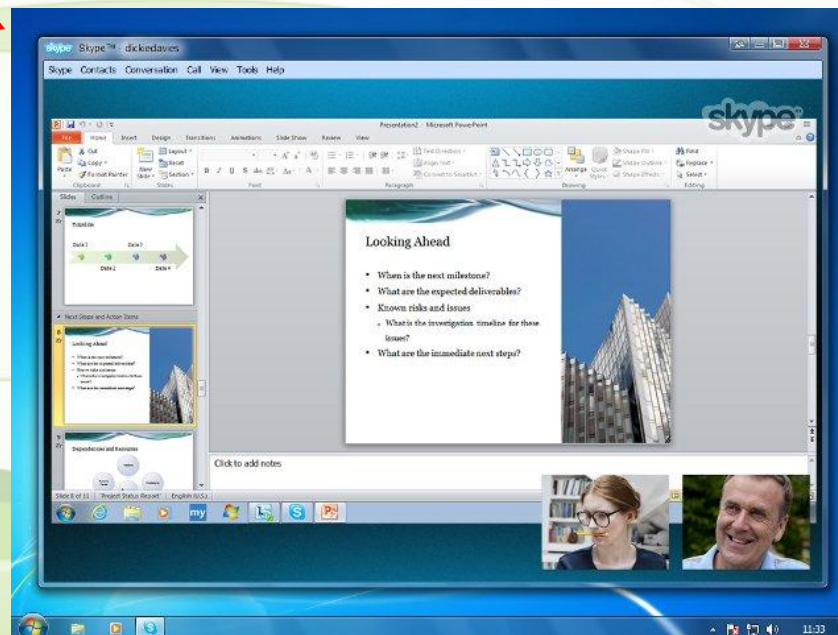 skype Skype™ - dickiedavies
Skype Contacts Conversation Call View Tools Help
skype
Presentation2 - Microsoft PowerPoint
File Home Insert Design Transitions Animations Slide Show Review View
Cut
Copy
Format Painter
Paste
Clipboard
New
Slide
Layout
Reset
Section
Slides
Font
Text Direction
Align Text
Convert to SmartArt
Paragraph
Arrange
Quick
Styles
Shape Fill
Shape Outline
Shape Effects
Drawing
Find
Replace
Select
Editing
Slides Outline
7
Timeline
Date 1 Date 3
Date 2 Date 4
Next Steps and Action Items
8
Looking Ahead
9
Dependencies and Resources
Looking Ahead
• When is the next milestone?
• What are the expected deliverables?
• Known risks and issues
• What is the investigation timeline for these
issues?
• What are the immediate next steps?
Click to add notes
Slide 8 of 11 "Project Status Report" English (U.S.)
my
11:33